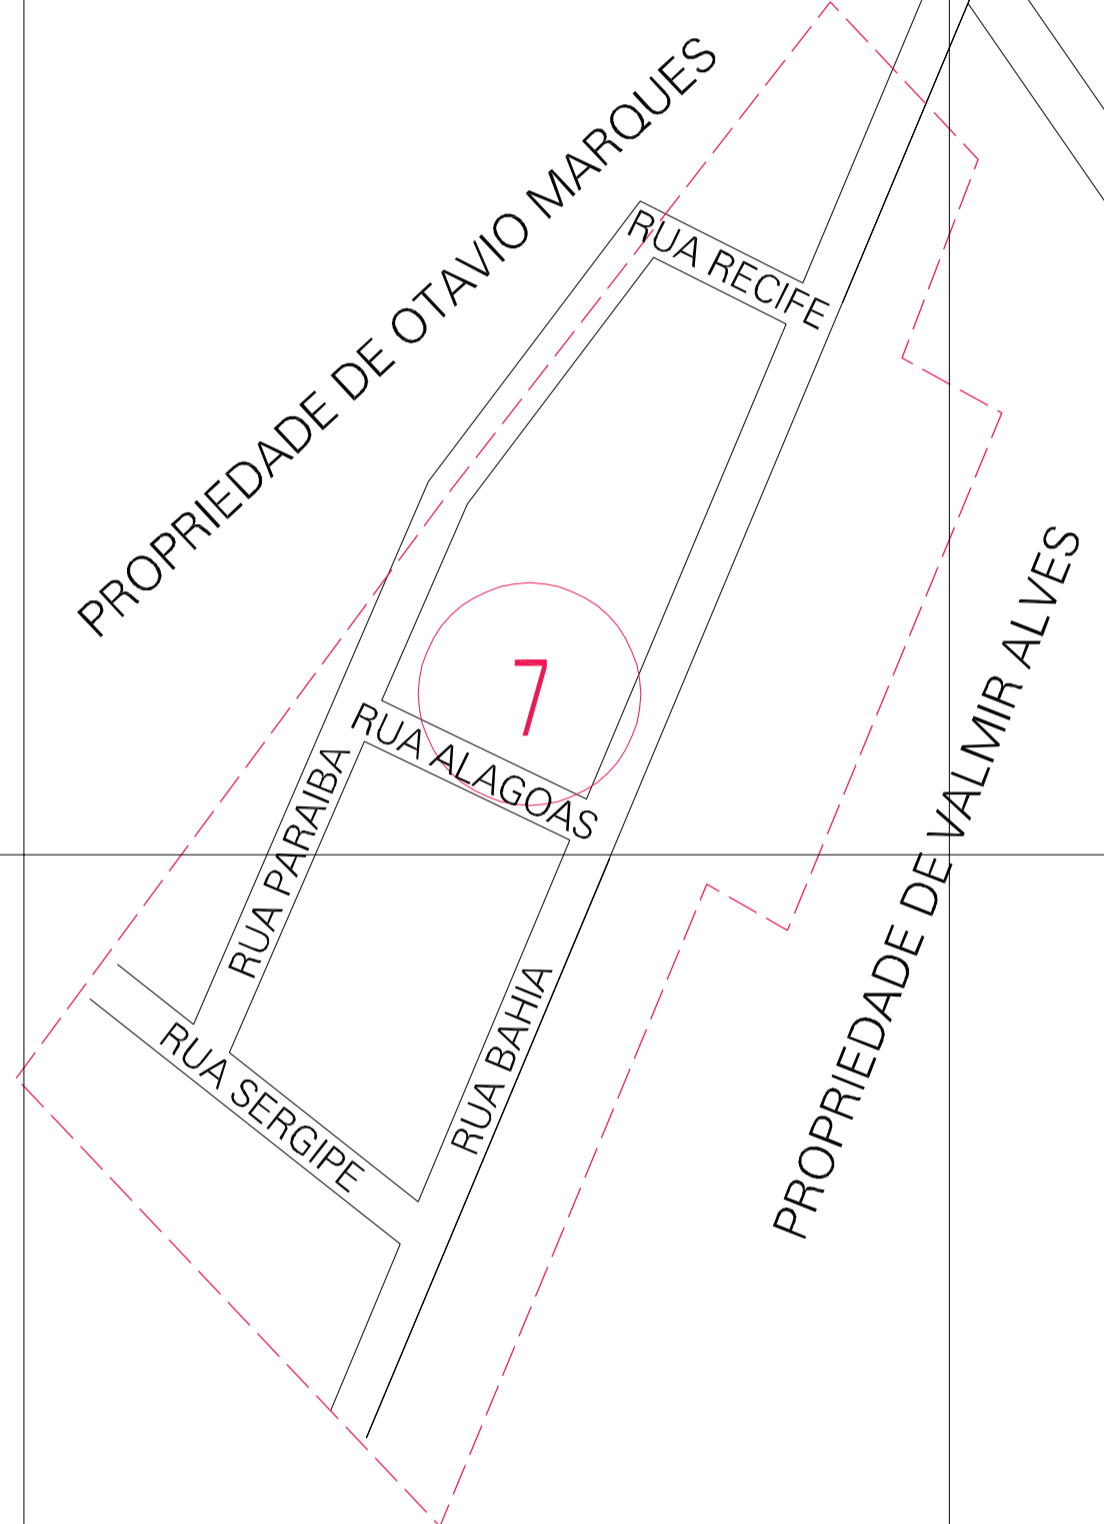 PROPRIEDADE DE OTAVIO MARQUES
RUA RECIFE
7
RUA ALAGOAS
RUA PARAIBA
PROPRIEDADE DE VALMIR ALVES
RUA BAHIA
RUA SERGIPE